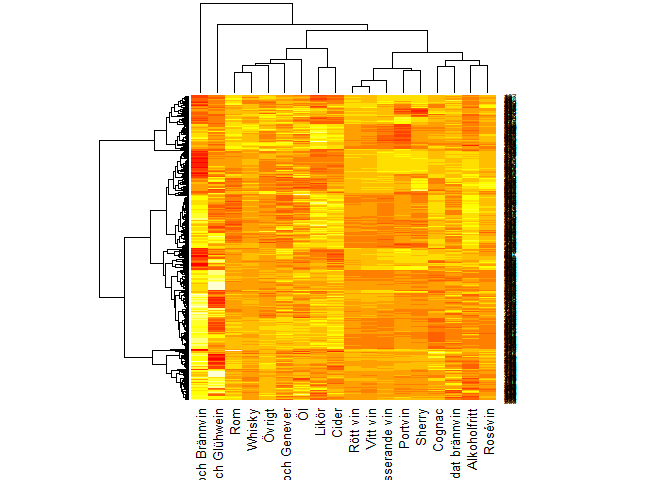 och Brännvin
ch Glühwein
Rom
Whisky
Övrigt
och Genever
Öl
Likör
Cider
Rött vin
Vitt vin
sserande vin
Portvin
Sherry
Cognac
dat brännvin
Alkoholfritt
Rosévin